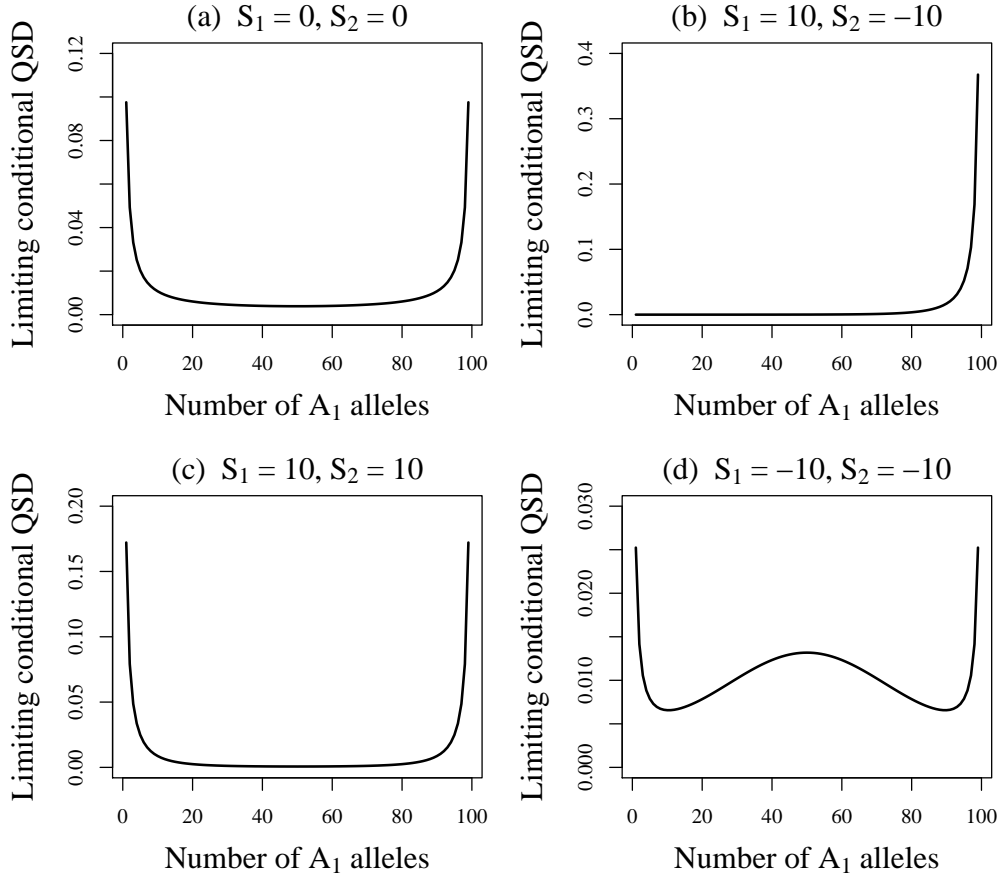 (a) S₁ = 0, S₂ = 0
Limiting conditional QSD
0.12
0.08
0.04
0.00
0 20 40 60 80 100
Number of A₁ alleles
(b) S₁ = 10, S₂ = −10
Limiting conditional QSD
0.4
0.3
0.2
0.1
0.0
0 20 40 60 80 100
Number of A₁ alleles
(c) S₁ = 10, S₂ = 10
Limiting conditional QSD
0.20
0.15
0.10
0.05
0.00
0 20 40 60 80 100
Number of A₁ alleles
(d) S₁ = −10, S₂ = −10
Limiting conditional QSD
0.030
0.020
0.010
0.000
0 20 40 60 80 100
Number of A₁ alleles